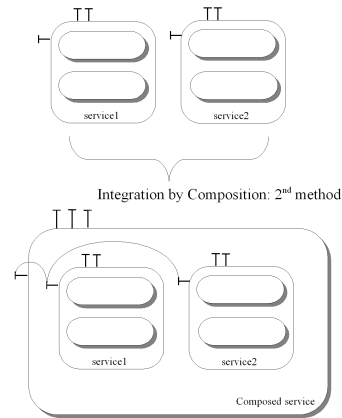 service1
service2
Integration by Composition: 2nd method
service1
service2
Composed service